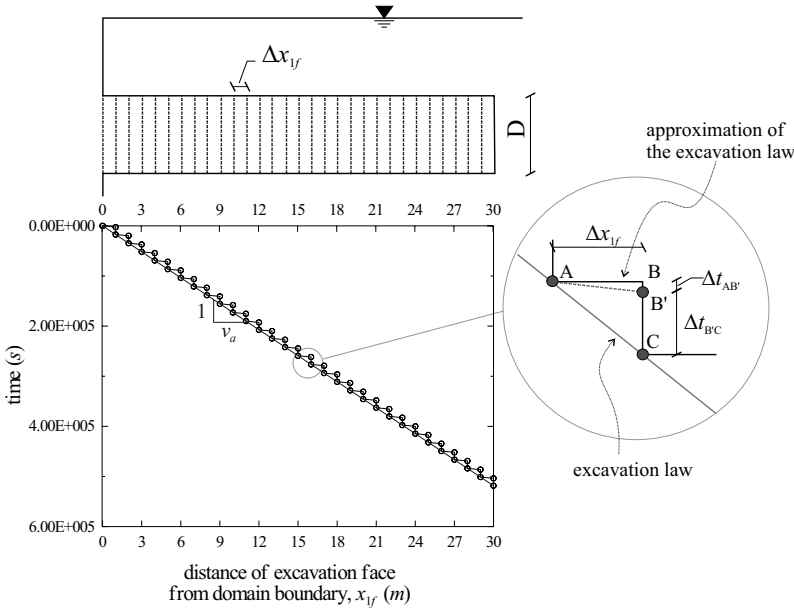 Δx1f
D
approximation of
the excavation law
0 3 6 9 12 15 18 21 24 27 30
0.00E+000
2.00E+005
4.00E+005
6.00E+005
time (s)
1
va
0 3 6 9 12 15 18 21 24 27 30
distance of excavation face
from domain boundary, x1f (m)
Δx1f
A
B
B'
C
ΔtAB'
ΔtB'C
excavation law